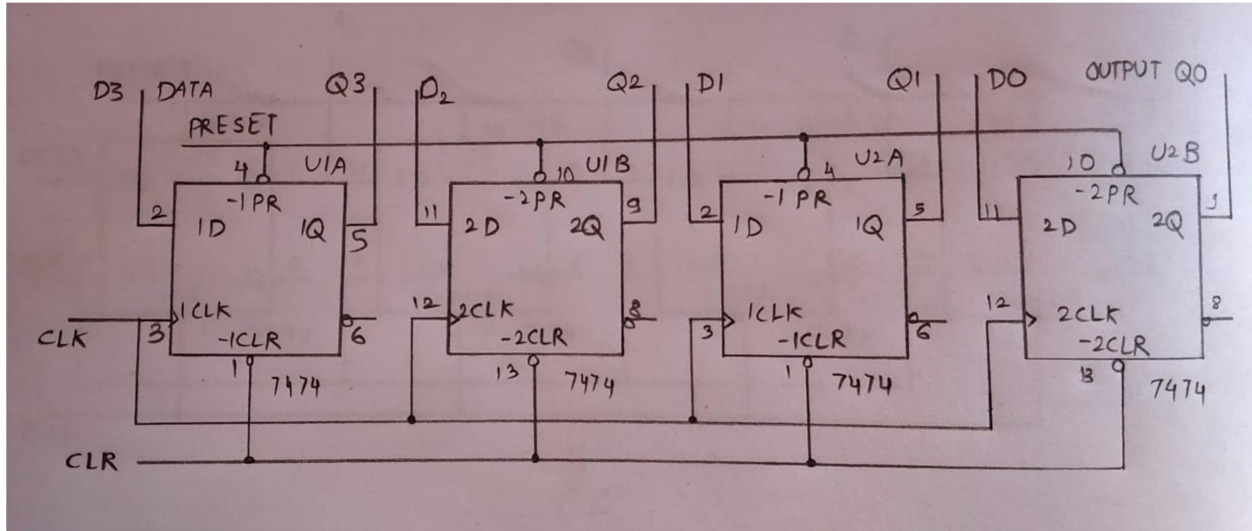 D3 DATA Q3 D2 Q2 D1 Q1 D0 OUTPUT Q0
PRESET
4 U1A 10 U1B 4 U2A 10 U2B
-1PR -2PR -1PR -2PR
2 1D 1Q 5 11 2D 2Q 9 2 1D 1Q 5 11 2D 2Q 9
CLK 3 1CLK 6 12 2CLK 8 3 1CLK 6 12 2CLK 8
-1CLR -2CLR -1CLR -2CLR
1 7474 13 7474 1 7474 13 7474
CLR